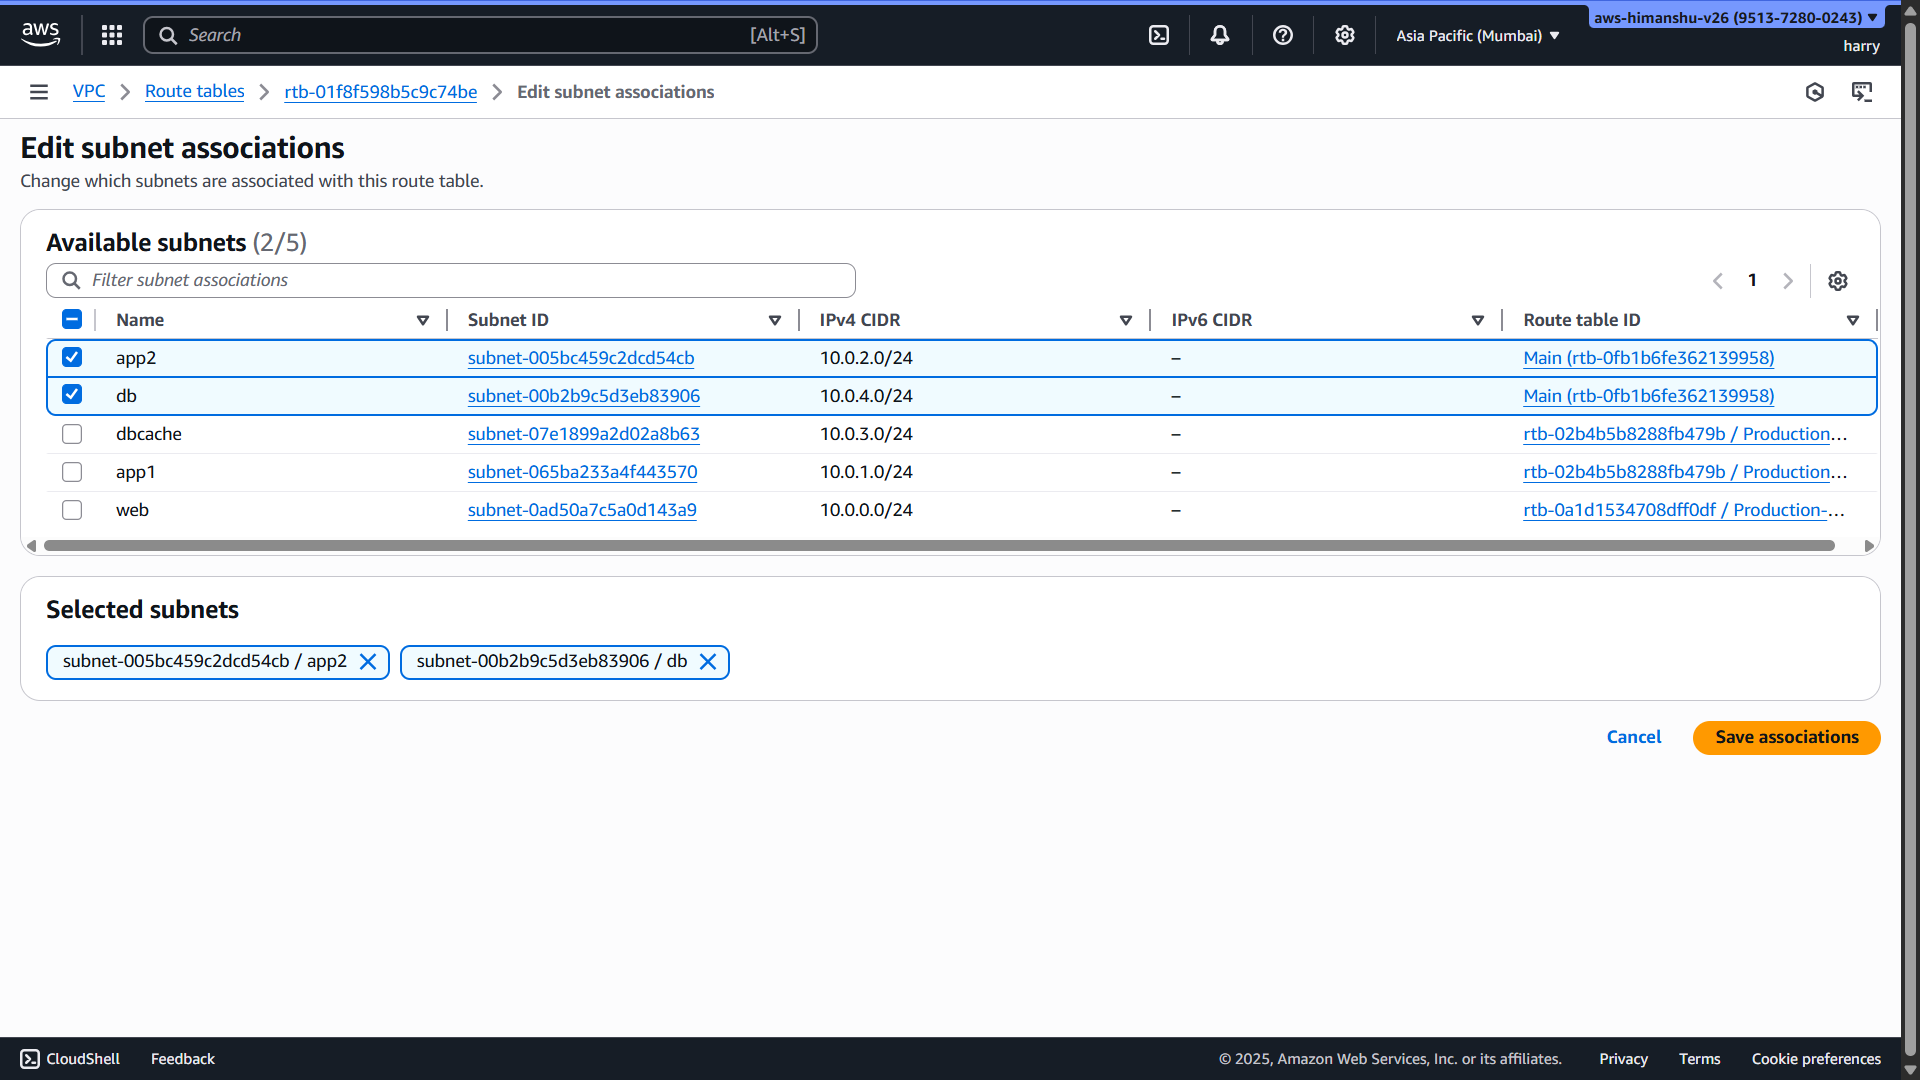 aws
Search [Alt+S]
Asia Pacific (Mumbai)
aws-himanshu-v26 (9513-7280-0243)
harry
VPC Route tables rtb-01f8f598b5c9c74be Edit subnet associations
Edit subnet associations
Change which subnets are associated with this route table.
Available subnets (2/5)
Filter subnet associations
1
Name Subnet ID IPv4 CIDR IPv6 CIDR Route table ID
app2 subnet-005bc459c2dcd54cb 10.0.2.0/24 – Main (rtb-0fb1b6fe362139958)
db subnet-00b2b9c5d3eb83906 10.0.4.0/24 – Main (rtb-0fb1b6fe362139958)
dbcache subnet-07e1899a2d02a8b63 10.0.3.0/24 – rtb-02b4b5b8288fb479b / Production...
app1 subnet-065ba233a4f443570 10.0.1.0/24 – rtb-02b4b5b8288fb479b / Production...
web subnet-0ad50a7c5a0d143a9 10.0.0.0/24 – rtb-0a1d1534708dff0df / Production-...
Selected subnets
subnet-005bc459c2dcd54cb / app2 subnet-00b2b9c5d3eb83906 / db
Cancel Save associations
CloudShell Feedback © 2025, Amazon Web Services, Inc. or its affiliates. Privacy Terms Cookie preferences